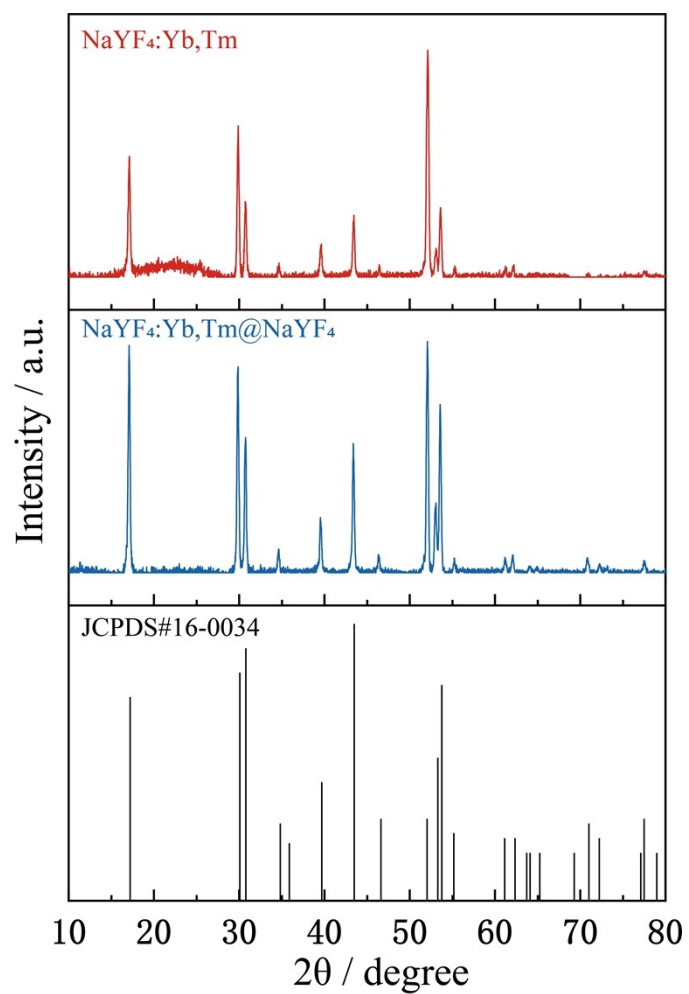 NaYF₄:Yb,Tm
NaYF₄:Yb,Tm@NaYF₄
JCPDS#16-0034
Intensity / a.u.
10 20 30 40 50 60 70 80
2θ / degree